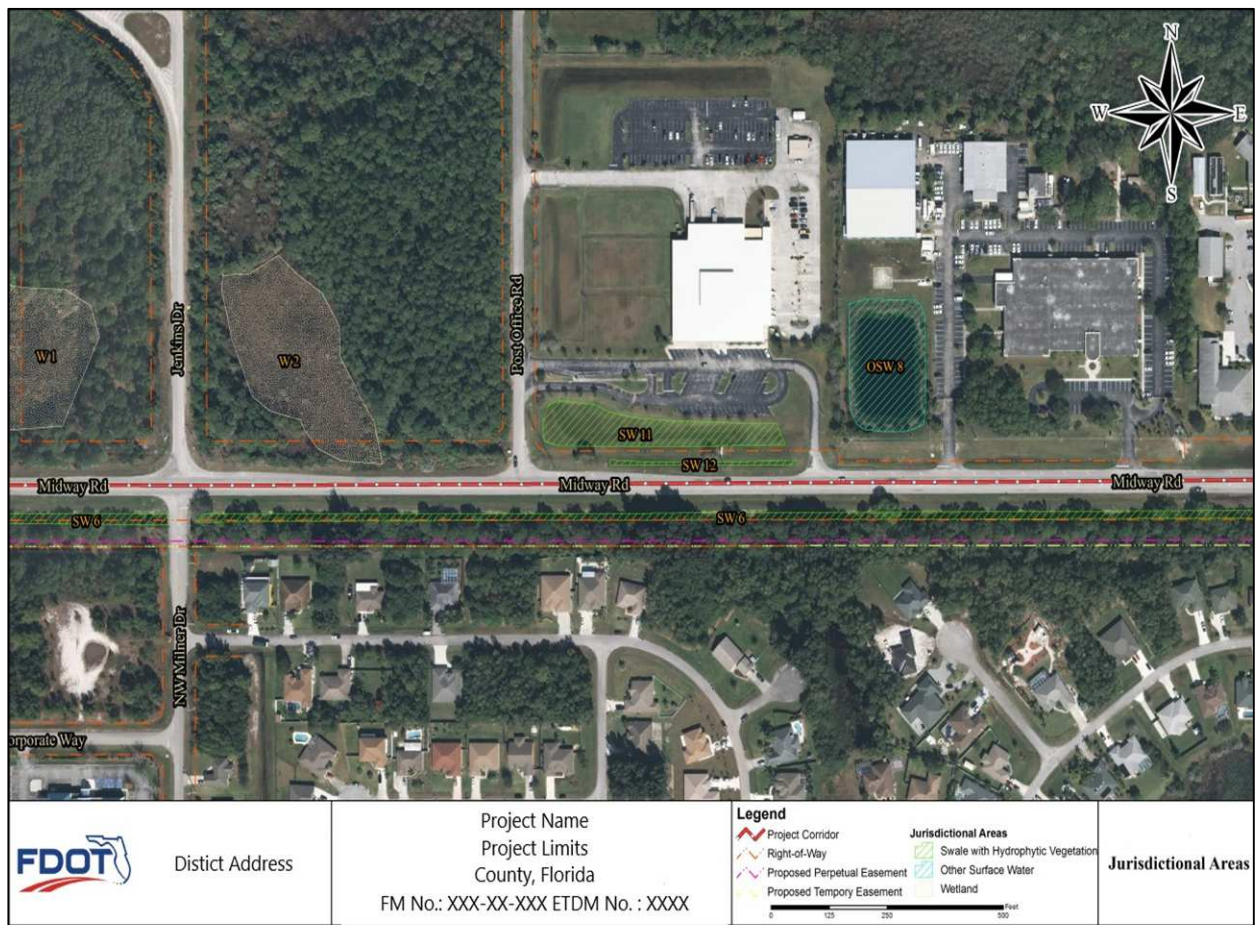 N
W
E
S
W 1
Jenkins Dr
W 2
Post Office Rd
OSW 8
SW 11
SW 12
Midway Rd
Midway Rd
Midway Rd
SW 6
SW 6
NW Milner Dr
orporate Way
FDOT
Distict Address
Project Name
Project Limits
County, Florida
FM No.: XXX-XX-XXX ETDM No. : XXXX
Legend
Project Corridor
Right-of-Way
Proposed Perpetual Easement
Proposed Tempory Easement
Jurisdictional Areas
Swale with Hydrophytic Vegetation
Other Surface Water
Wetland
Feet
0 125 250 500
Jurisdictional Areas